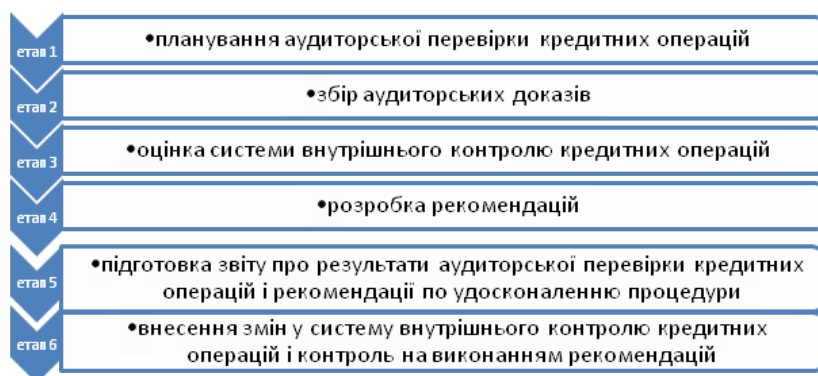 етап 1
•планування аудиторської перевірки кредитних операцій
етап 2
•збір аудиторських доказів
етап 3
•оцінка системи внутрішнього контролю кредитних операцій
етап 4
•розробка рекомендацій
етап 5
•підготовка звіту про результати аудиторської перевірки кредитних
операцій і рекомендації по удосконаленню процедури
етап 6
•внесення змін у систему внутрішнього контролю кредитних
операцій і контроль на виконанням рекомендацій